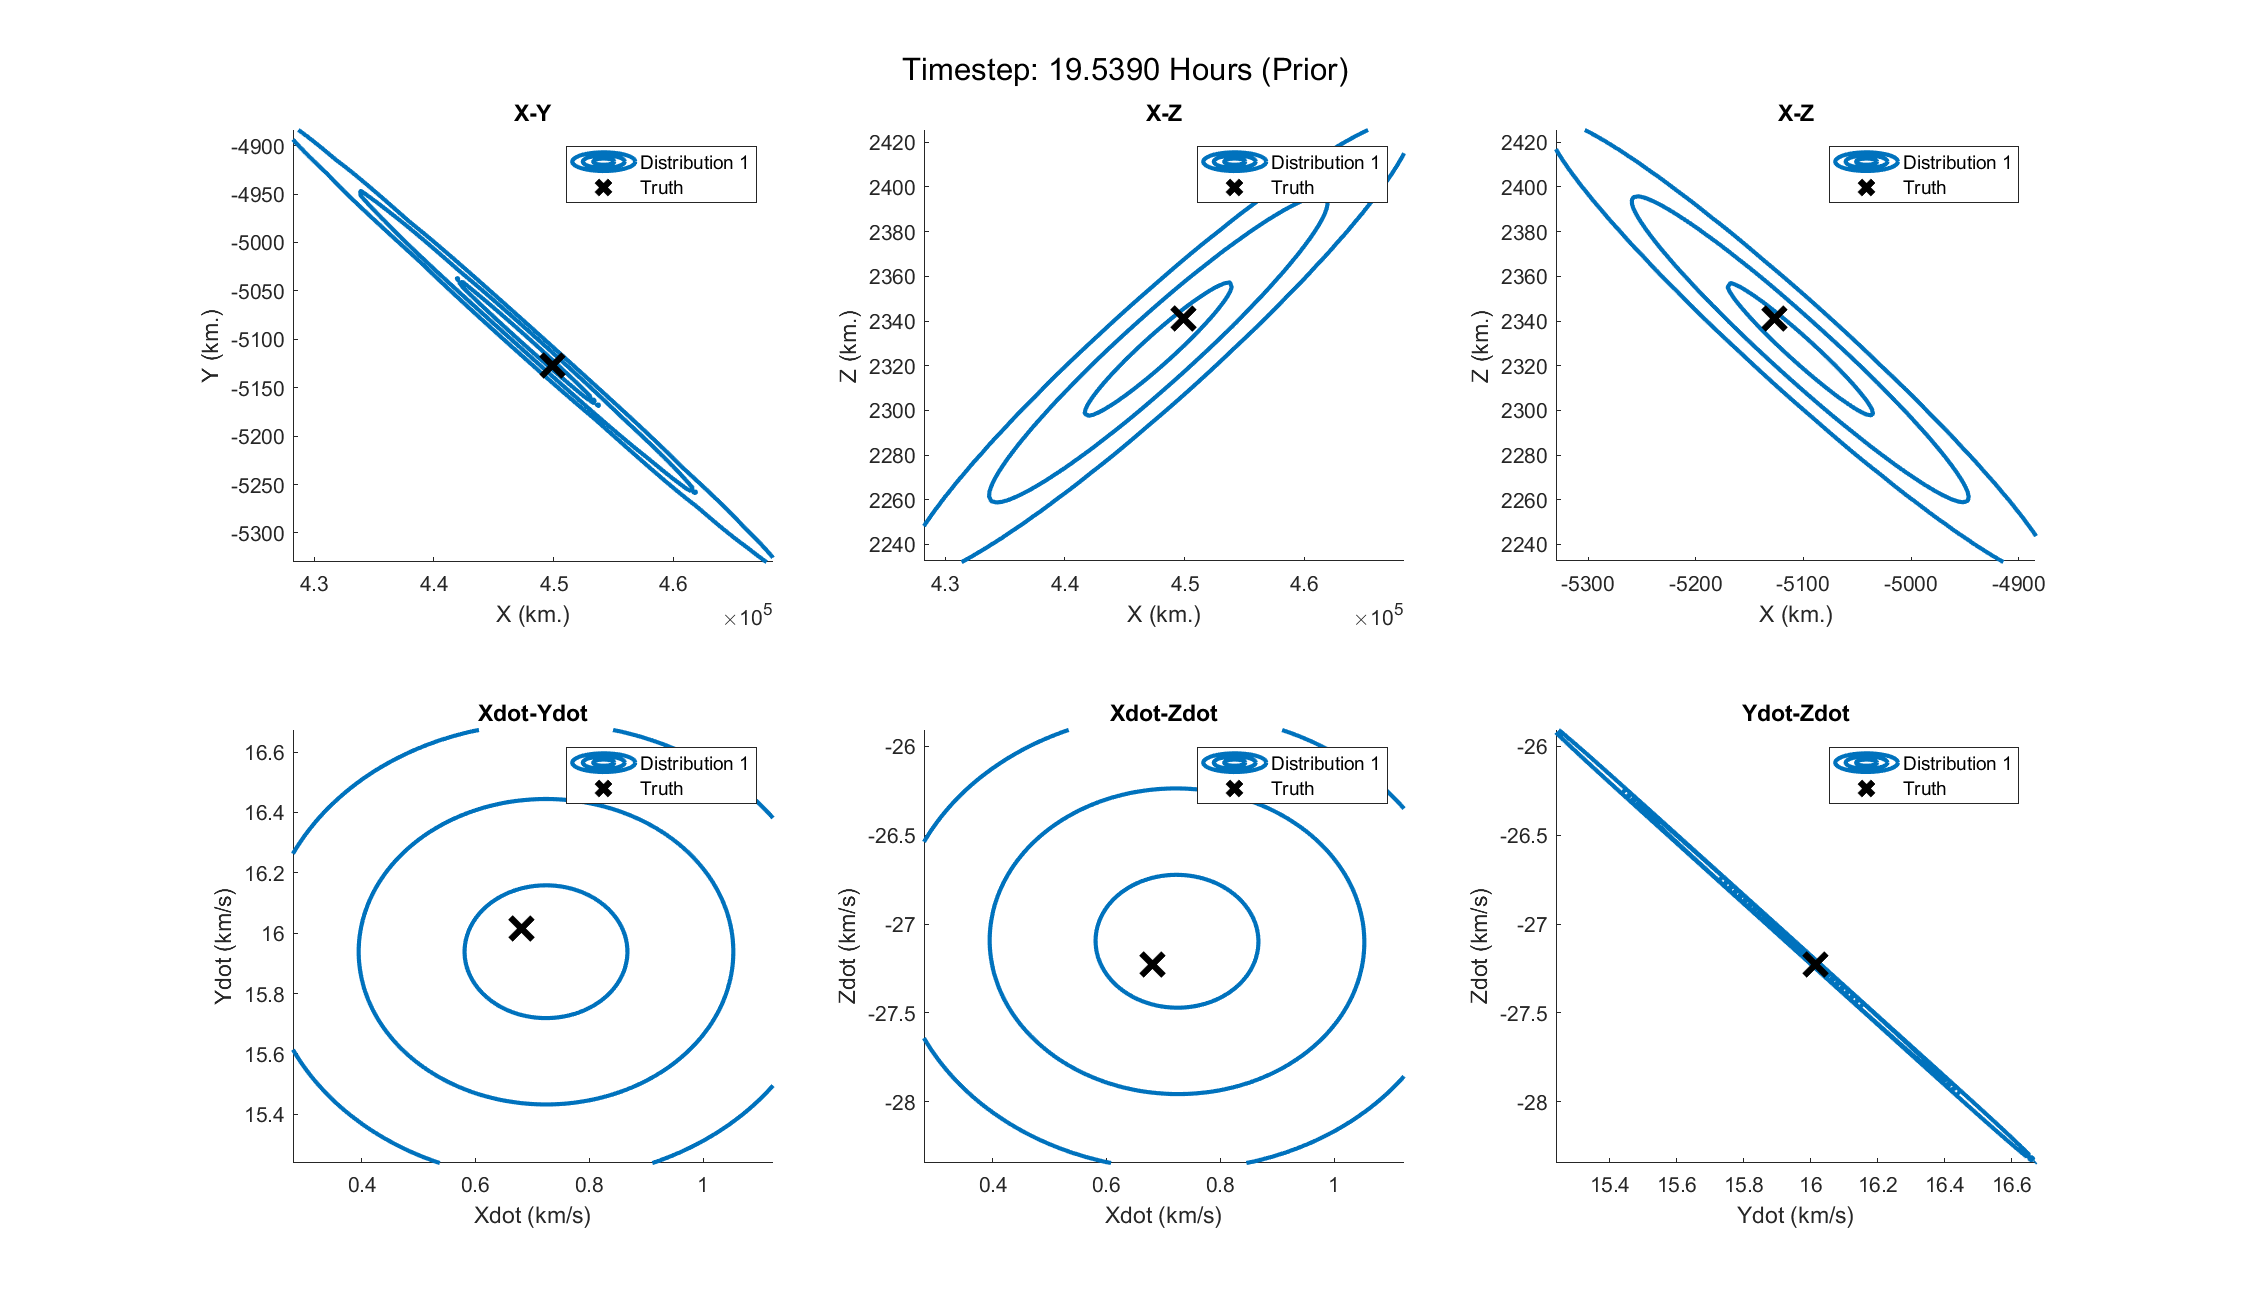 Timestep: 19.5390 Hours (Prior)
X-Y
Distribution 1
Truth
-4900
-4950
-5000
-5050
-5100
-5150
-5200
-5250
-5300
Y (km.)
4.3 4.4 4.5 4.6
×10^5
X (km.)
X-Z
Distribution 1
Truth
2420
2400
2380
2360
2340
2320
2300
2280
2260
2240
Z (km.)
4.3 4.4 4.5 4.6
×10^5
X (km.)
X-Z
Distribution 1
Truth
2420
2400
2380
2360
2340
2320
2300
2280
2260
2240
Z (km.)
-5300 -5200 -5100 -5000 -4900
X (km.)
Xdot-Ydot
Distribution 1
Truth
16.6
16.4
16.2
16
15.8
15.6
15.4
Ydot (km/s)
0.4 0.6 0.8 1
Xdot (km/s)
Xdot-Zdot
Distribution 1
Truth
-26
-26.5
-27
-27.5
-28
Zdot (km/s)
0.4 0.6 0.8 1
Xdot (km/s)
Ydot-Zdot
Distribution 1
Truth
-26
-26.5
-27
-27.5
-28
Zdot (km/s)
15.4 15.6 15.8 16 16.2 16.4 16.6
Ydot (km/s)